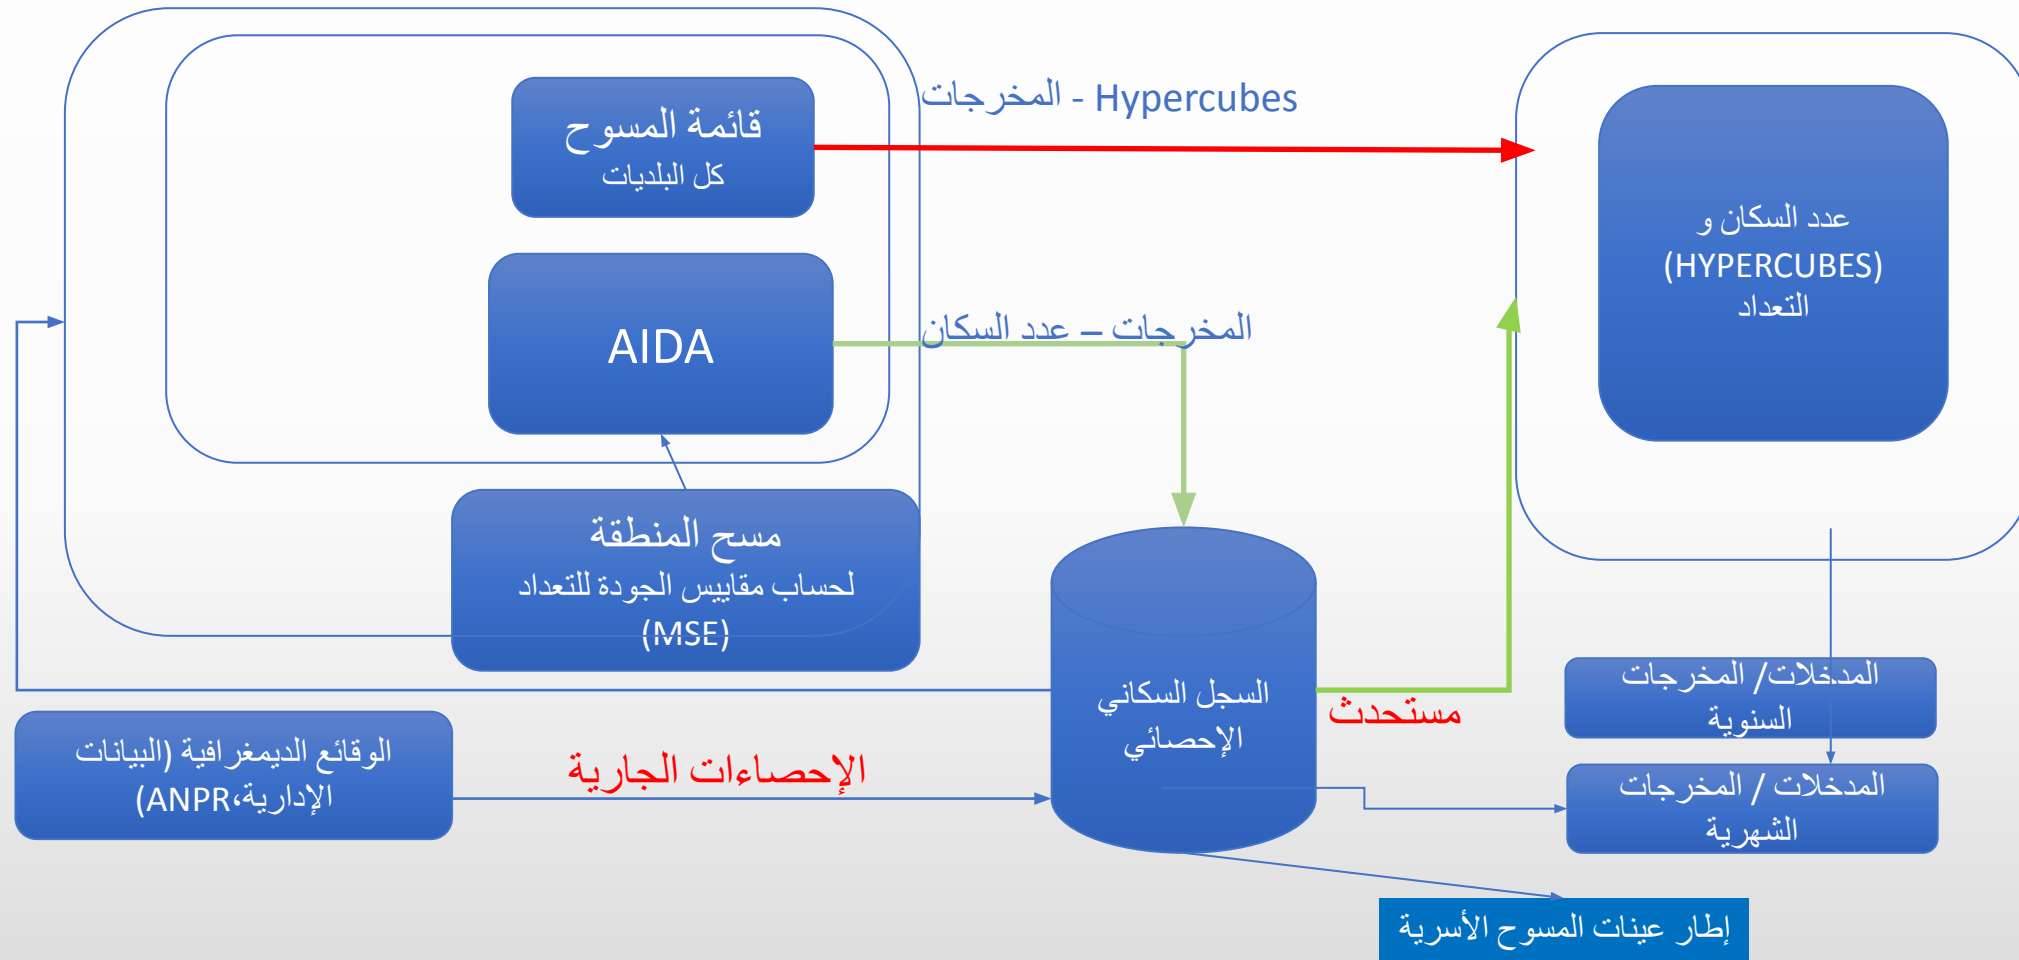 قائمة المسوح
كل البلديات
المخرجات - Hypercubes
عدد السكان و
(HYPERCUBES)
التعداد
AIDA
المخرجات – عدد السكان
مسح المنطقة
لحساب مقاييس الجودة للتعداد
(MSE)
السجل السكاني
الإحصائي
مستحدث
المدخلات/ المخرجات
السنوية
الوقائع الديمغرافية (البيانات
الإدارية،ANPR)
الإحصاءات الجارية
المدخلات / المخرجات
الشهرية
إطار عينات المسوح الأسرية